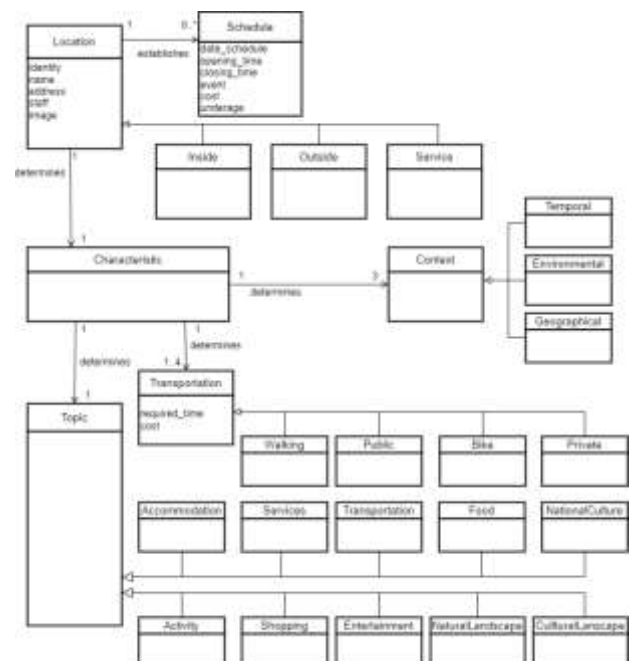 Location
1
0..*
Schedule
establishes
identity
name
address
staff
image
date_schedule
opening_time
closing_time
event
cost
umferage
1
determines
Inside
Outside
Service
1
Characteristic
1
3
determines
Context
Temporal
Environmental
Geographical
1
1
determines
determines
1..4
1
Transportation
required_time
cost
Topic
Walking
Public
Bike
Private
Accommodation
Services
Transportation
Food
NationalCulture
Activity
Shopping
Entertainment
NaturalLandscape
CulturalLanscape